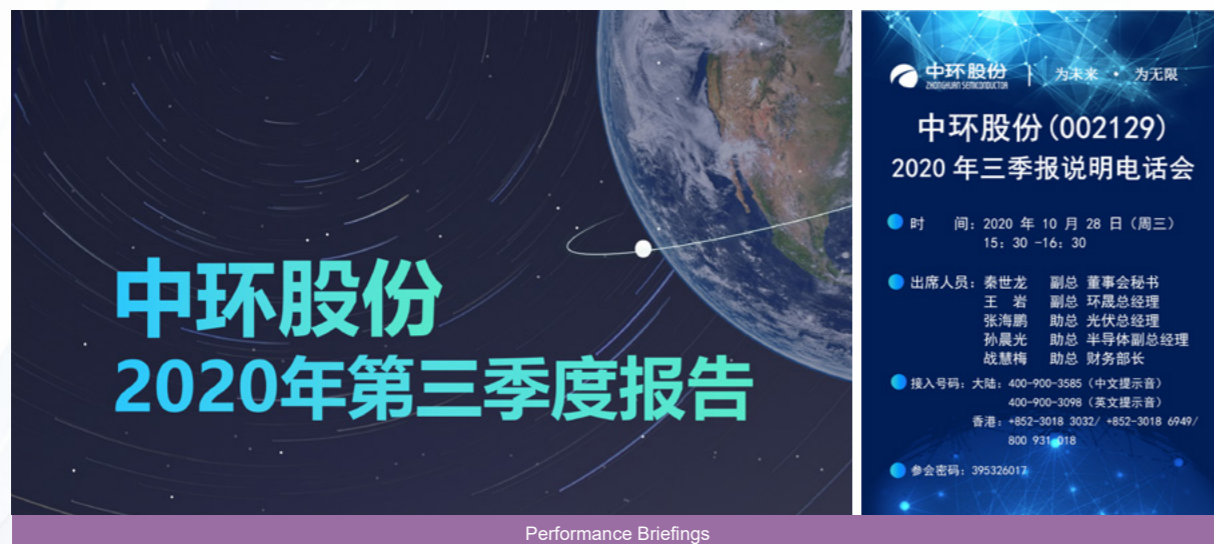 中环股份
2020年第三季度报告
中环股份
ZHONGHUAN SEMICONDUCTOR
为未来 · 为无限
中环股份(002129)
2020 年三季报说明电话会
时 间：2020 年 10 月 28 日（周三）
15：30 -16：30
出席人员：秦世龙 副总 董事会秘书
王 岩 副总 环晟总经理
张海鹏 助总 光伏总经理
孙晨光 助总 半导体副总经理
战慧梅 助总 财务部长
接入号码：大陆：400-900-3585（中文提示音）
400-900-3098（英文提示音）
香港：+852-3018 3032/ +852-3018 6949/
800 931 018
参会密码：395326017
Performance Briefings